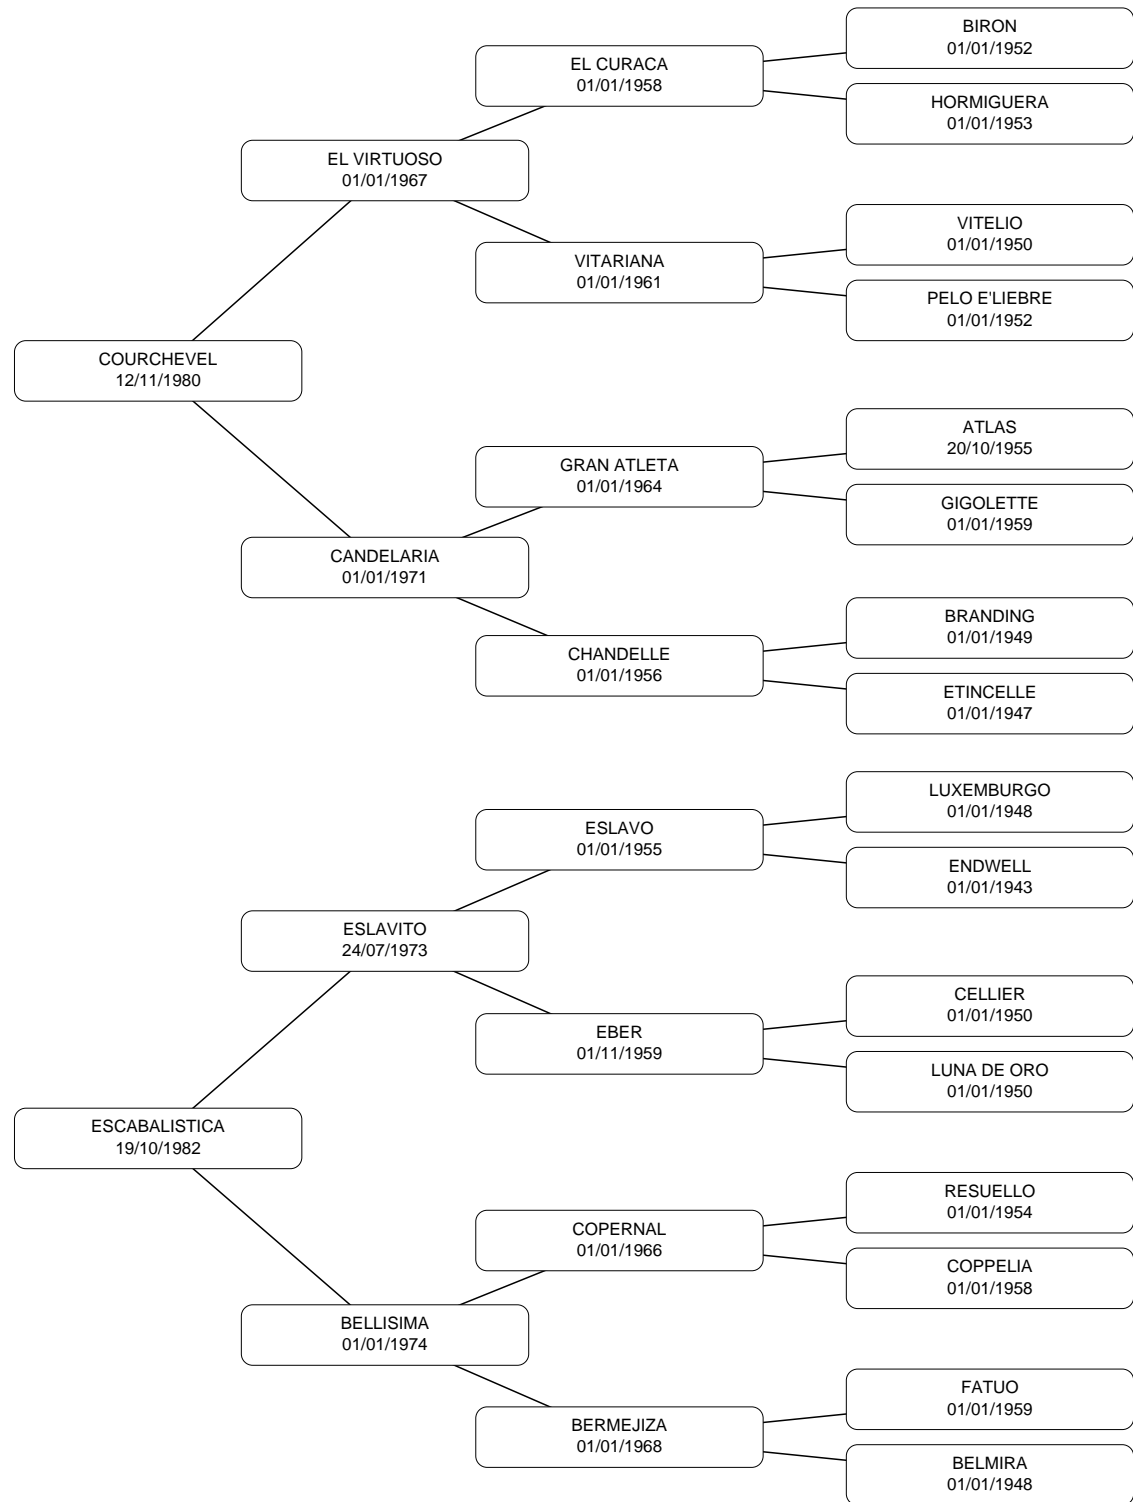 BIRON
01/01/1952
EL CURACA
01/01/1958
HORMIGUERA
01/01/1953
EL VIRTUOSO
01/01/1967
VITELIO
01/01/1950
VITARIANA
01/01/1961
PELO E'LIEBRE
01/01/1952
COURCHEVEL
12/11/1980
ATLAS
20/10/1955
GRAN ATLETA
01/01/1964
GIGOLETTE
01/01/1959
CANDELARIA
01/01/1971
BRANDING
01/01/1949
CHANDELLE
01/01/1956
ETINCELLE
01/01/1947
LUXEMBURGO
01/01/1948
ESLAVO
01/01/1955
ENDWELL
01/01/1943
ESLAVITO
24/07/1973
CELLIER
01/01/1950
EBER
01/11/1959
LUNA DE ORO
01/01/1950
ESCABALISTICA
19/10/1982
RESUELLO
01/01/1954
COPERNAL
01/01/1966
COPPELIA
01/01/1958
BELLISIMA
01/01/1974
FATUO
01/01/1959
BERMEJIZA
01/01/1968
BELMIRA
01/01/1948